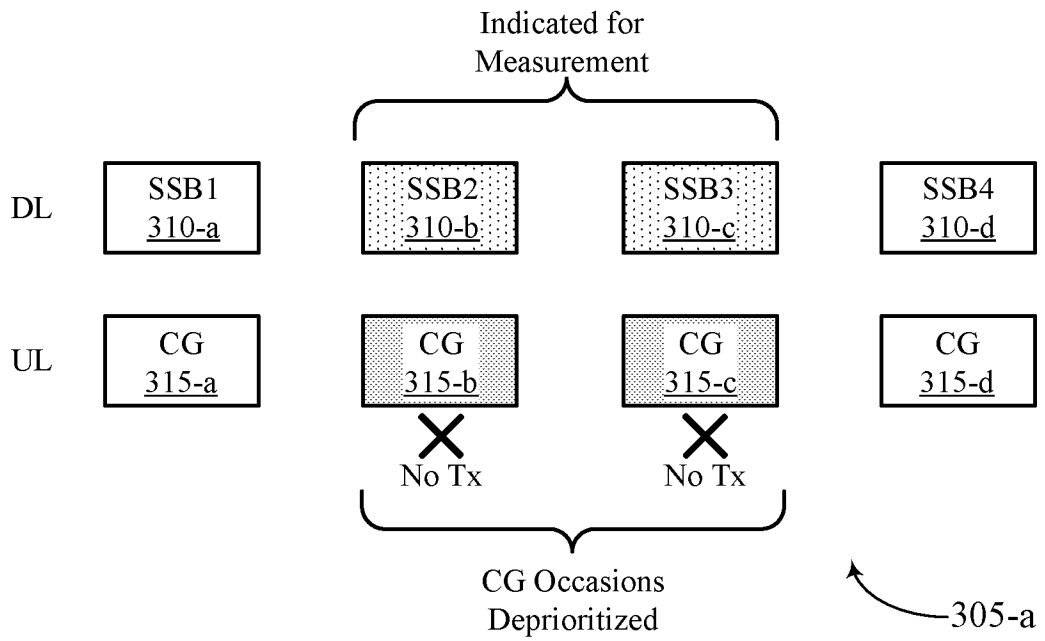 Indicated for
Measurement
DL
SSB1
310-a
SSB2
310-b
SSB3
310-c
SSB4
310-d
UL
CG
315-a
CG
315-b
CG
315-c
CG
315-d
No Tx
No Tx
CG Occasions
Deprioritized
305-a